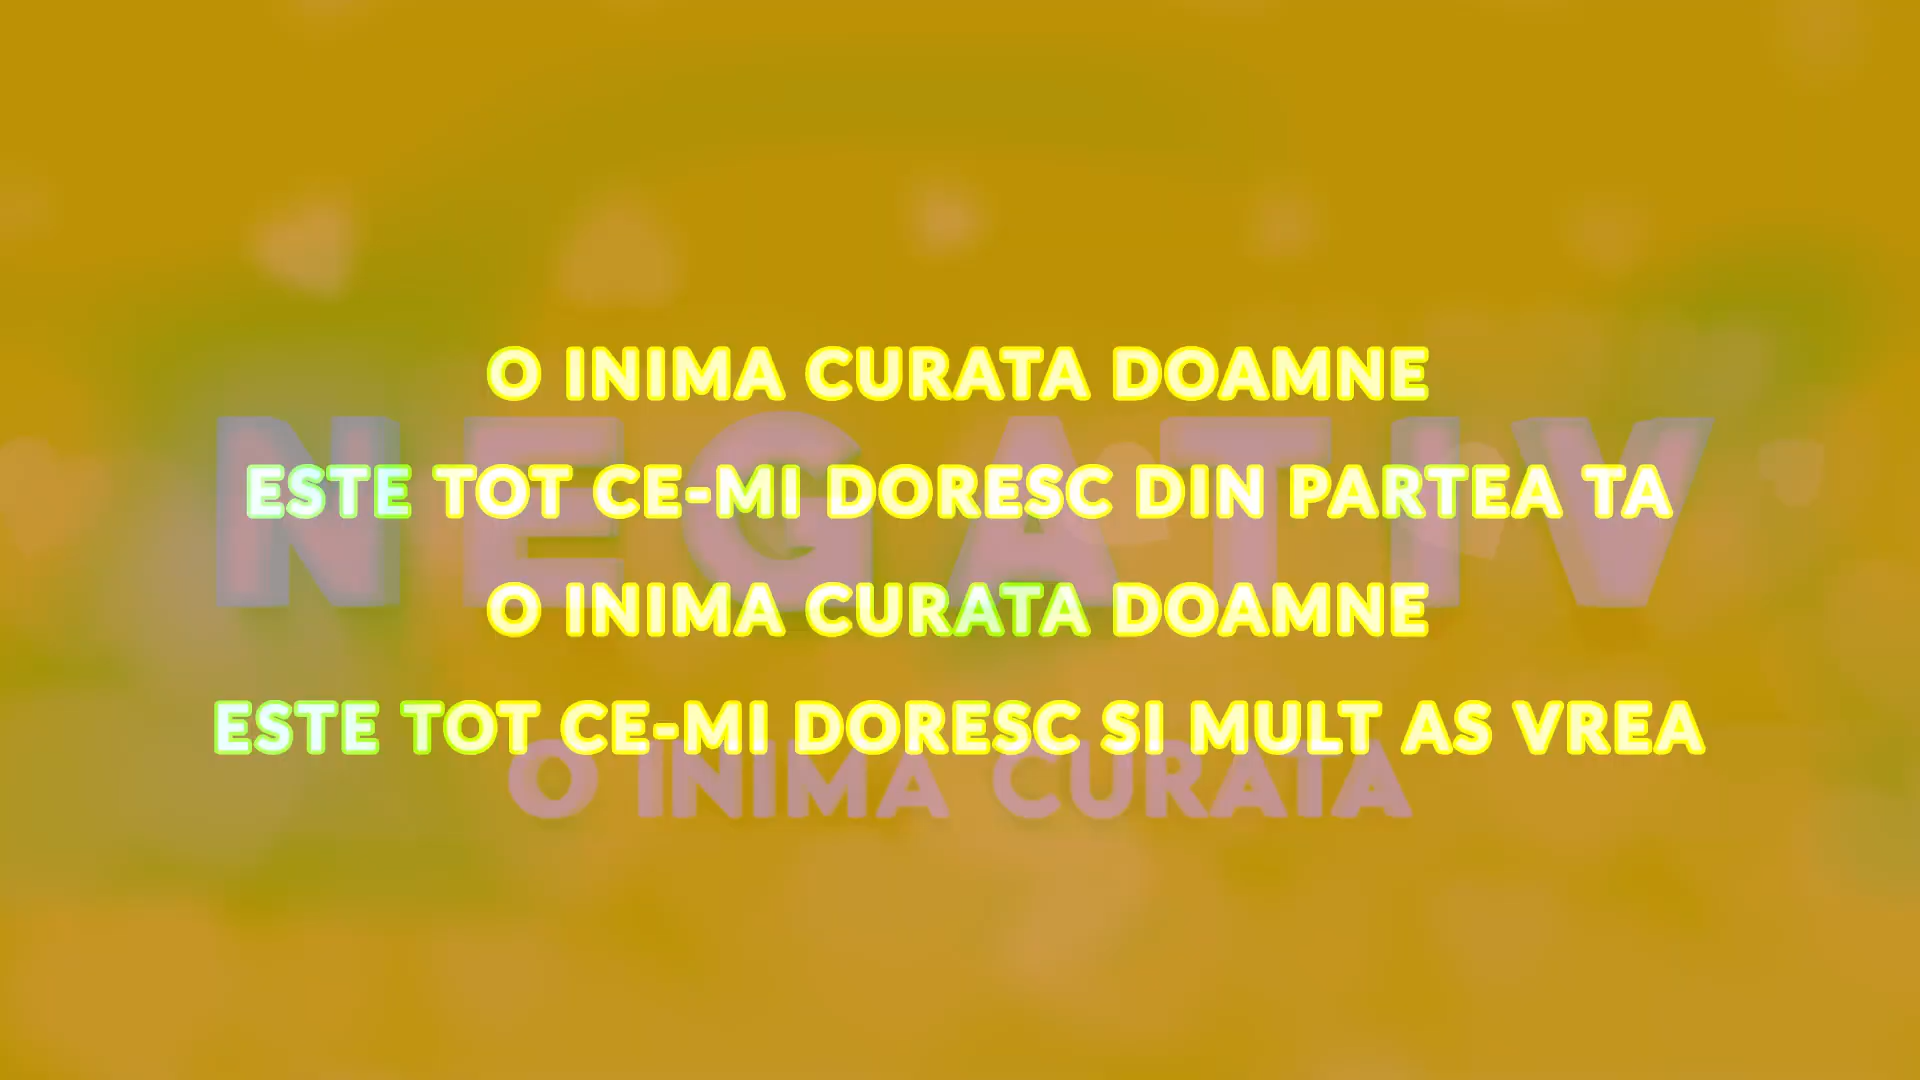 O INIMA CURATA DOAMNE
NEGATIV
ESTE TOT CE-MI DORESC DIN PARTEA TA
O INIMA CURATA DOAMNE
ESTE TOT CE-MI DORESC SI MULT AS VREA
O INIMA CURATA